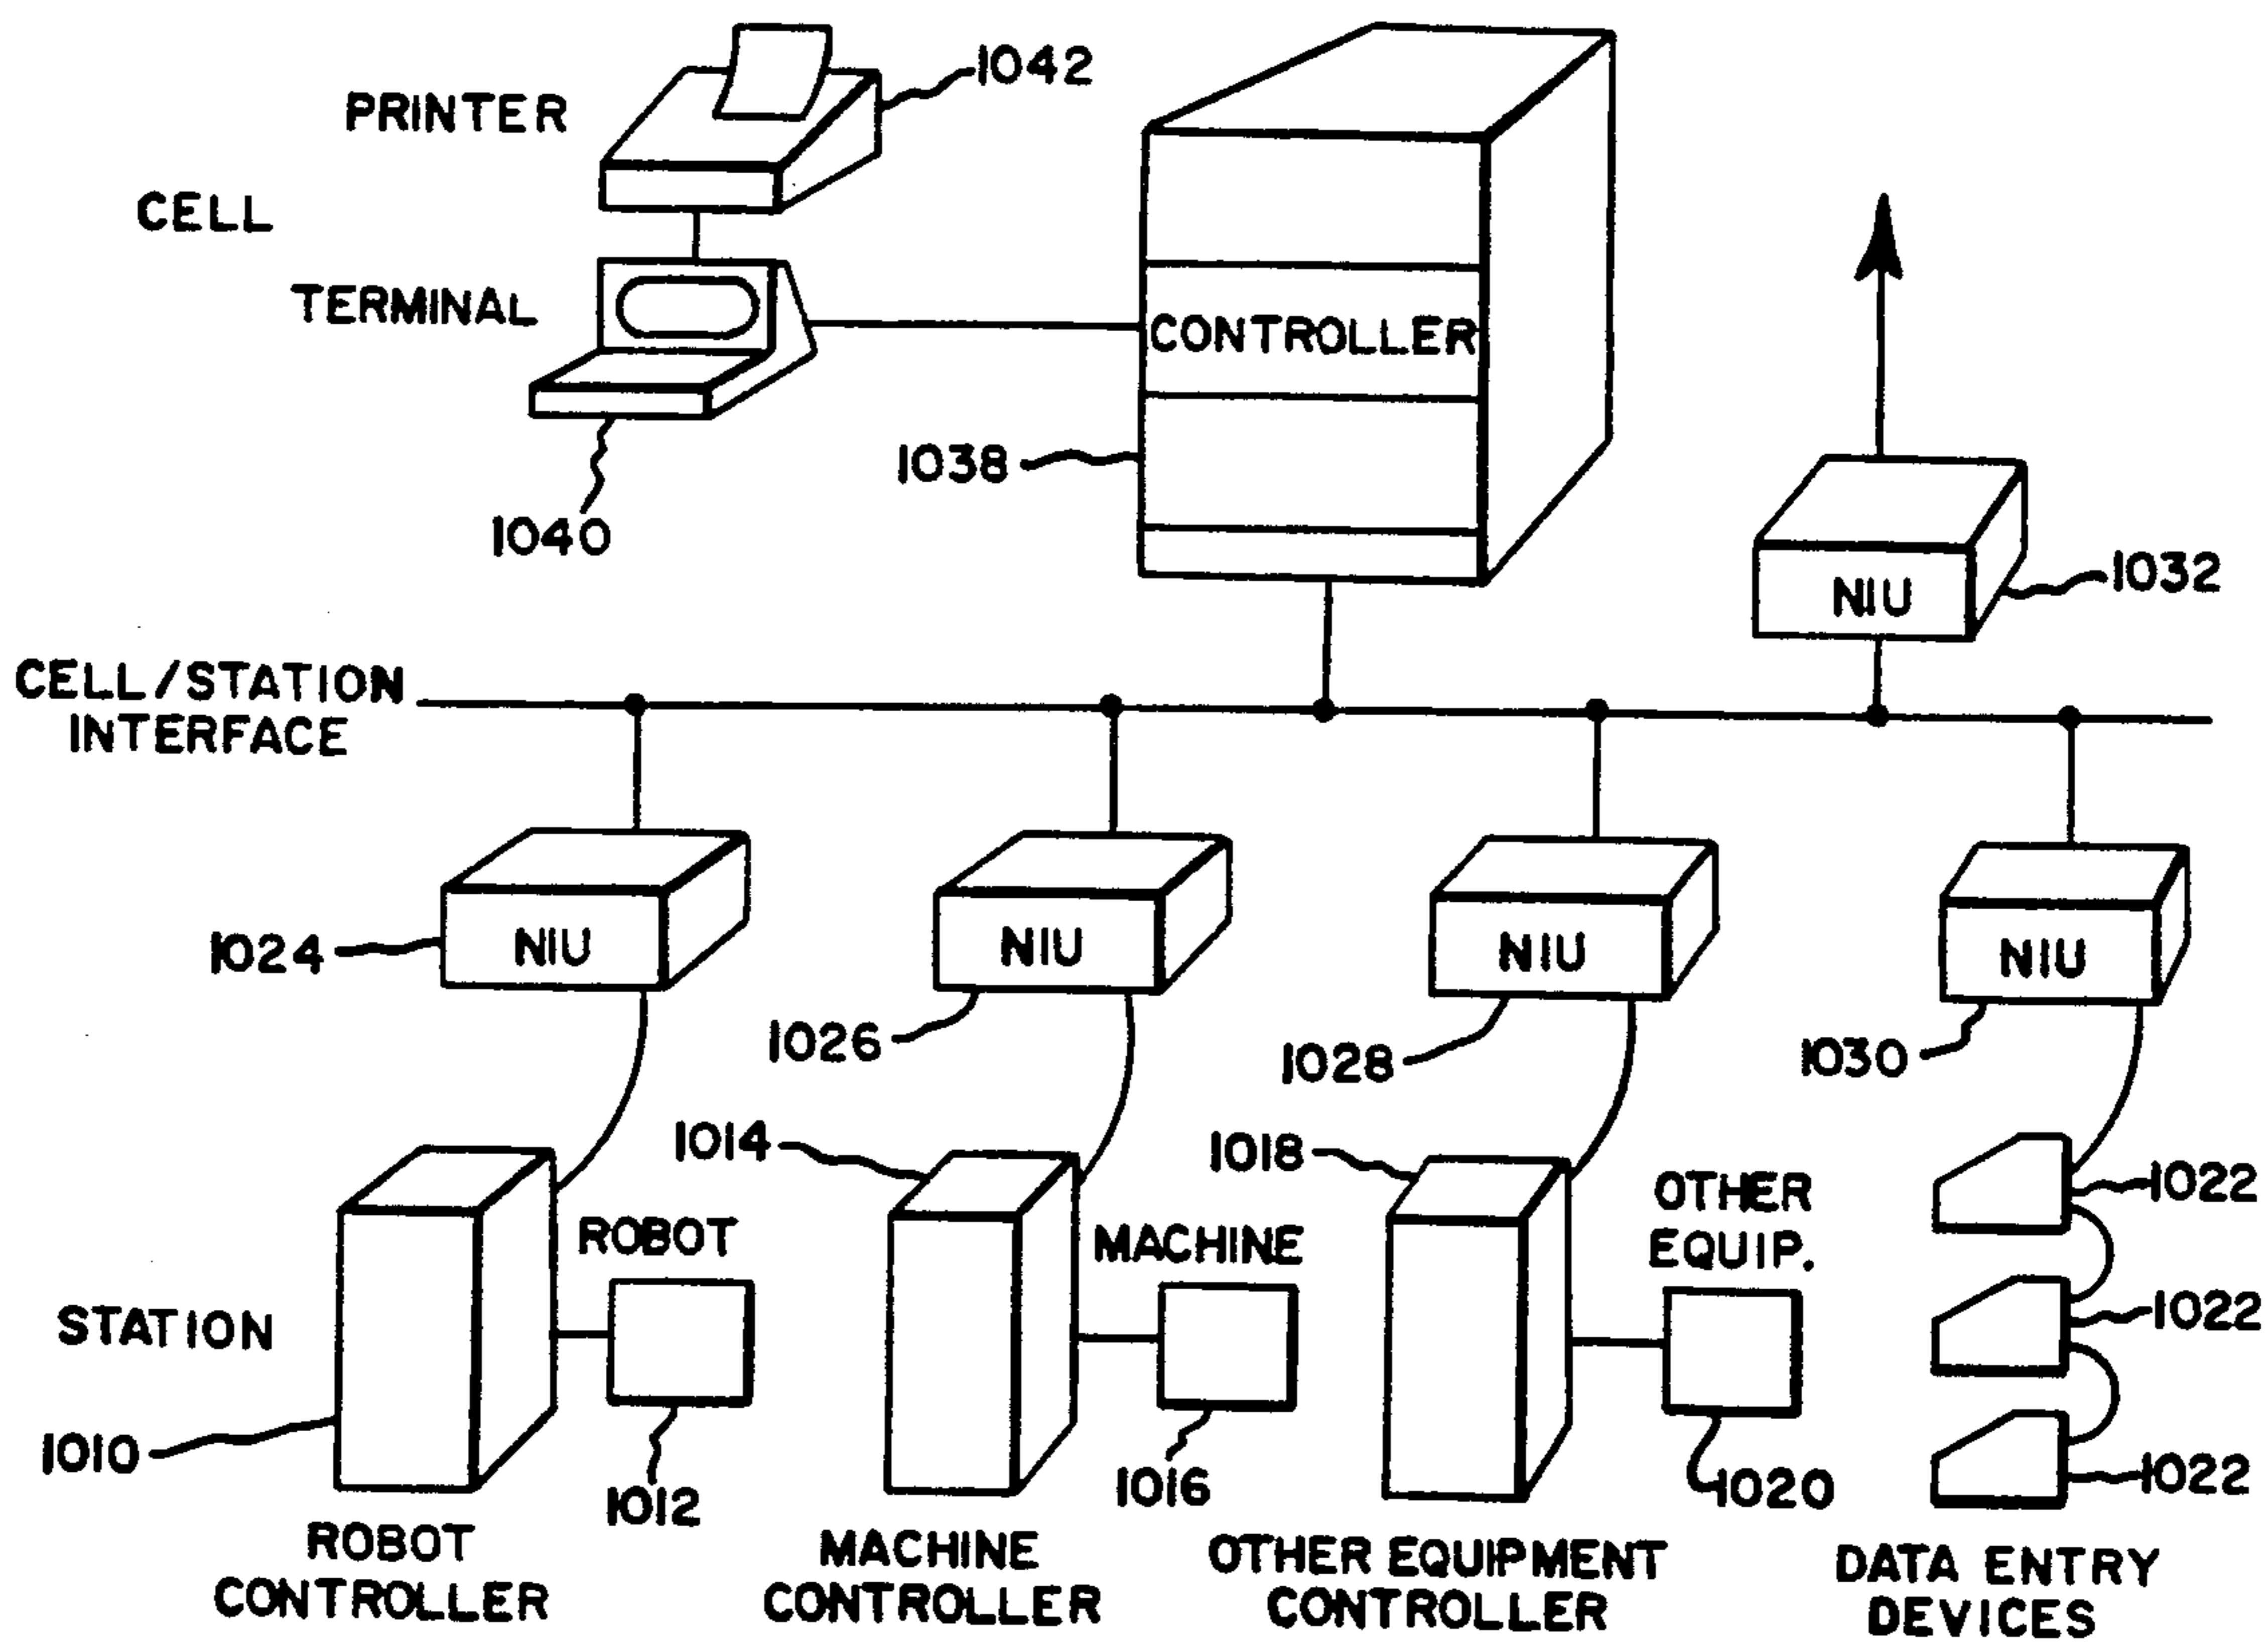 1042
PRINTER
CELL
TERMINAL
CONTROLLER
1038
1040
NIU
1032
CELL/STATION
INTERFACE
NIU
NIU
NIU
NIU
1024
1026
1028
1030
1014
1018
1022
ROBOT
MACHINE
OTHER
EQUIP.
STATION
1022
1010
1012
1016
1020
1022
ROBOT
CONTROLLER
MACHINE
CONTROLLER
OTHER EQUIPMENT
CONTROLLER
DATA ENTRY
DEVICES